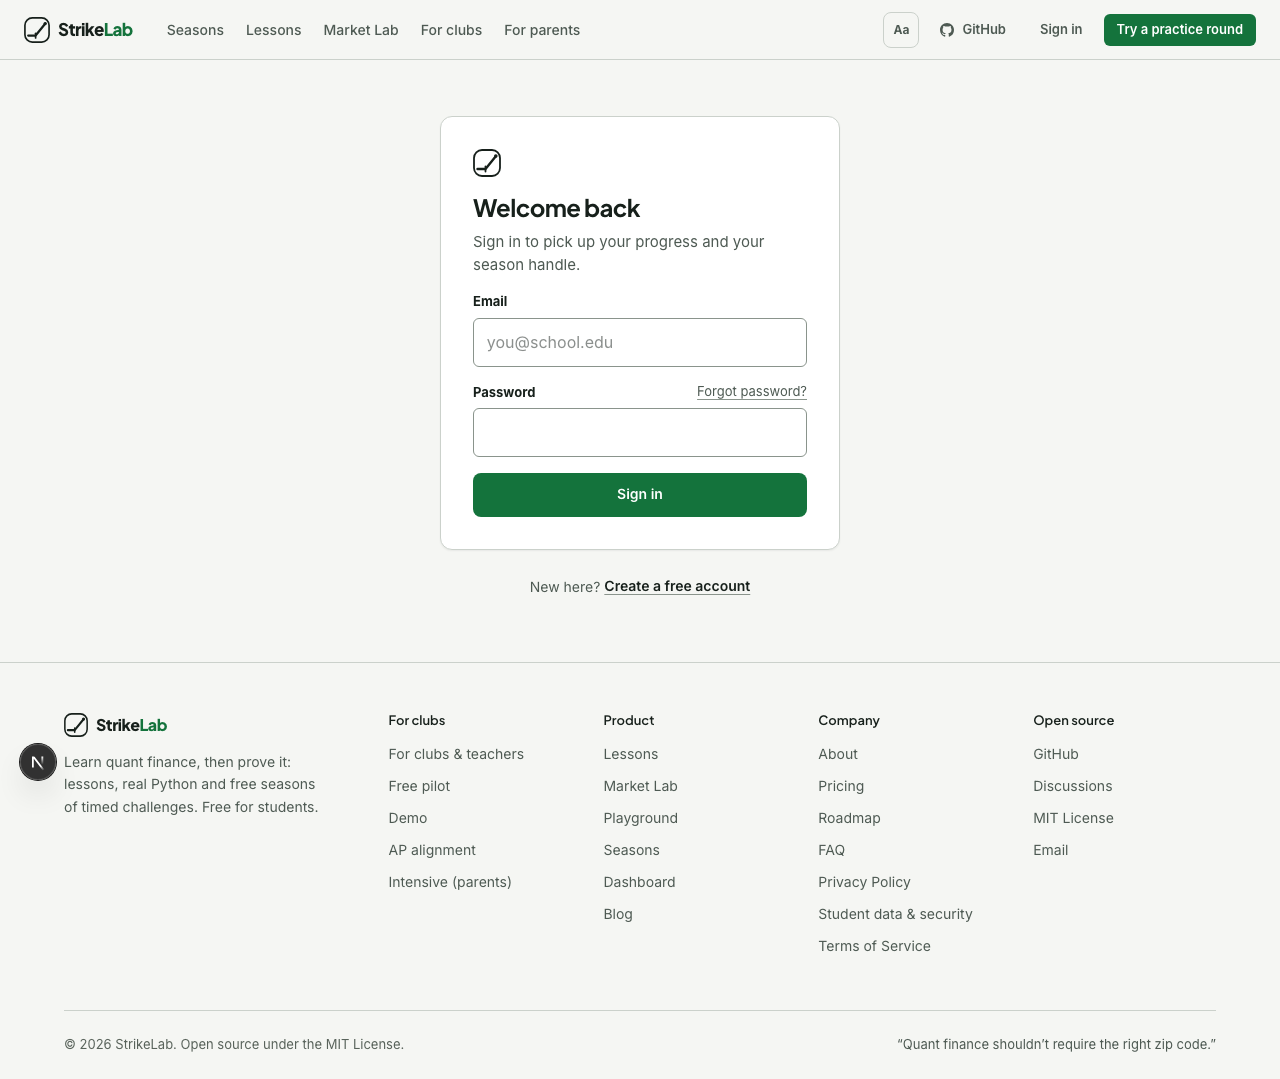 StrikeLab
Seasons
Lessons
Market Lab
For clubs
For parents
Aa
GitHub
Sign in
Try a practice round
Welcome back
Sign in to pick up your progress and your
season handle.
Email
you@school.edu
Password
Forgot password?
Sign in
New here? Create a free account
StrikeLab
Learn quant finance, then prove it:
lessons, real Python and free seasons
of timed challenges. Free for students.
N
For clubs
For clubs & teachers
Free pilot
Demo
AP alignment
Intensive (parents)
Product
Lessons
Market Lab
Playground
Seasons
Dashboard
Blog
Company
About
Pricing
Roadmap
FAQ
Privacy Policy
Student data & security
Terms of Service
Open source
GitHub
Discussions
MIT License
Email
© 2026 StrikeLab. Open source under the MIT License.
“Quant finance shouldn’t require the right zip code.”